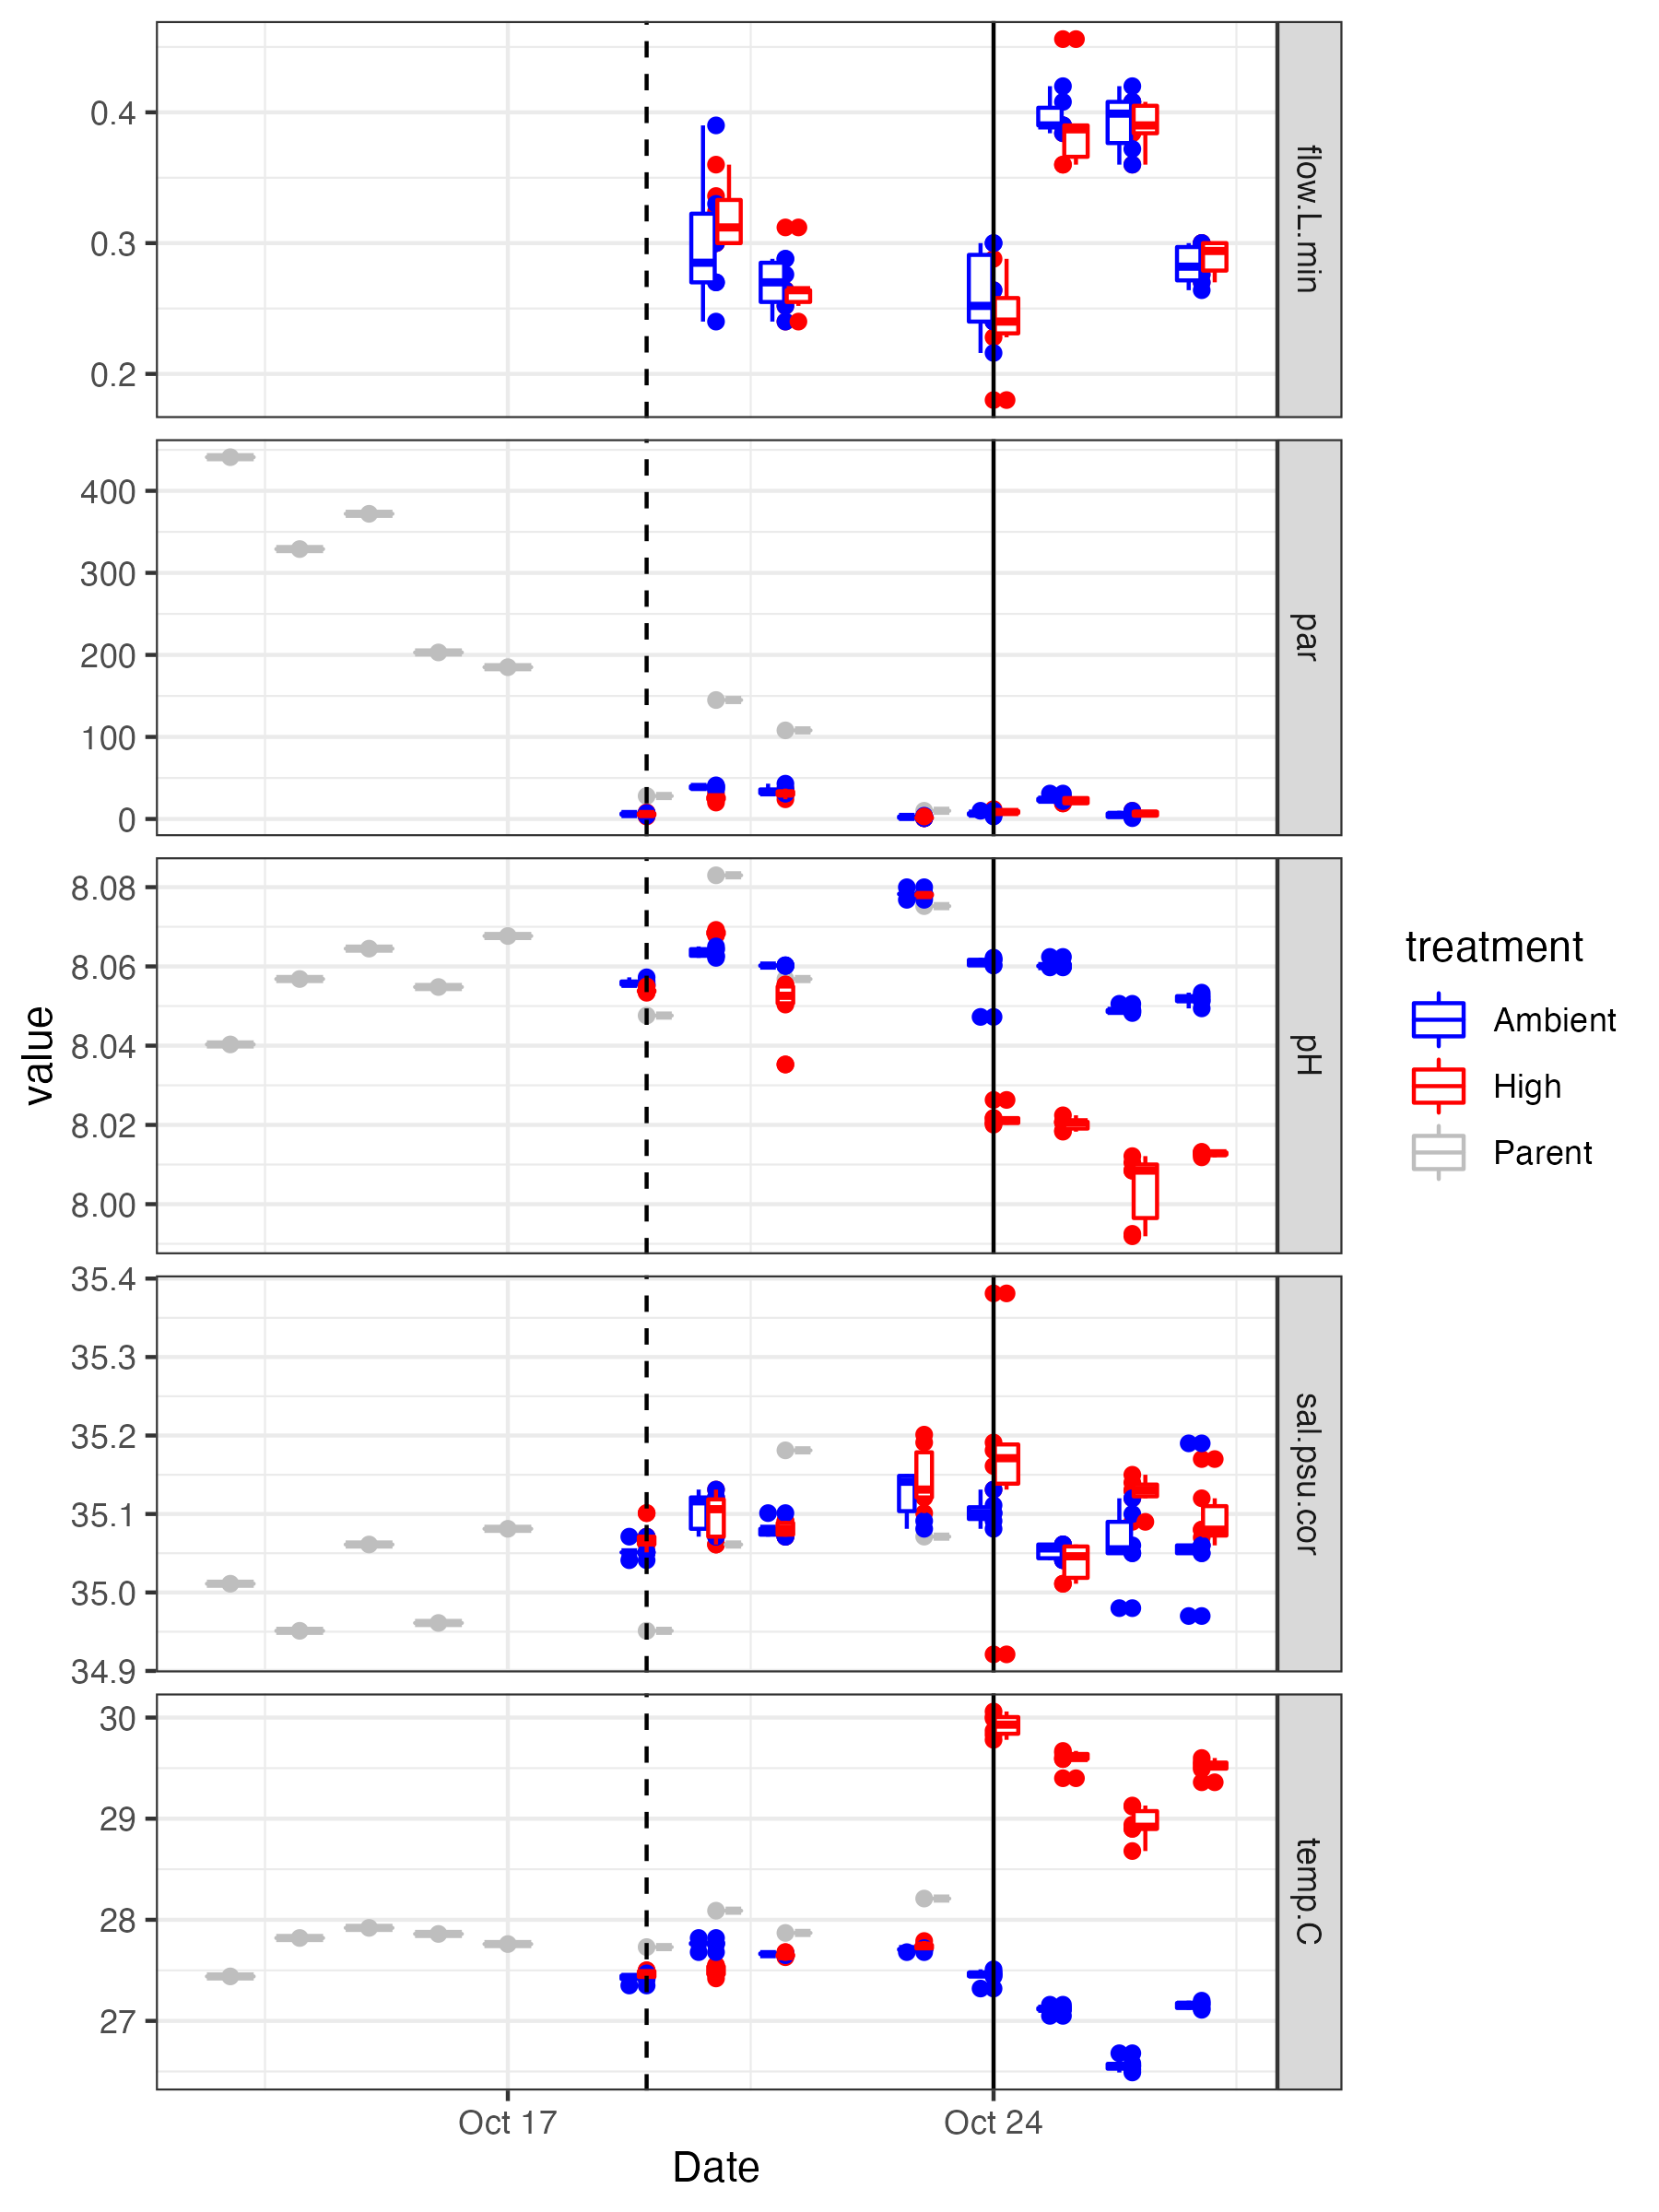 0.4
0.3
0.2
flow.L.min
400
300
200
100
0
par
8.08
8.06
8.04
8.02
8.00
pH
35.4
35.3
35.2
35.1
35.0
34.9
sal.psu.cor
30
29
28
27
temp.C
Oct 17
Oct 24
Date
value
treatment
Ambient
High
Parent